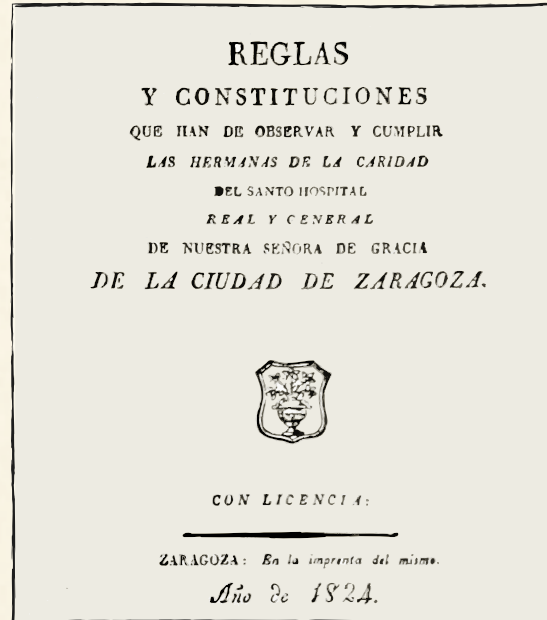 REGLAS
Y CONSTITUCIONES
QUE HAN DE OBSERVAR Y CUMPLIR
LAS HERMANAS DE LA CARIDAD
DEL SANTO HOSPITAL
REAL Y GENERAL
DE NUESTRA SEÑORA DE GRACIA
DE LA CIUDAD DE ZARAGOZA.
CON LICENCIA:
ZARAGOZA: En la imprenta del mismo.
Año de 1824.